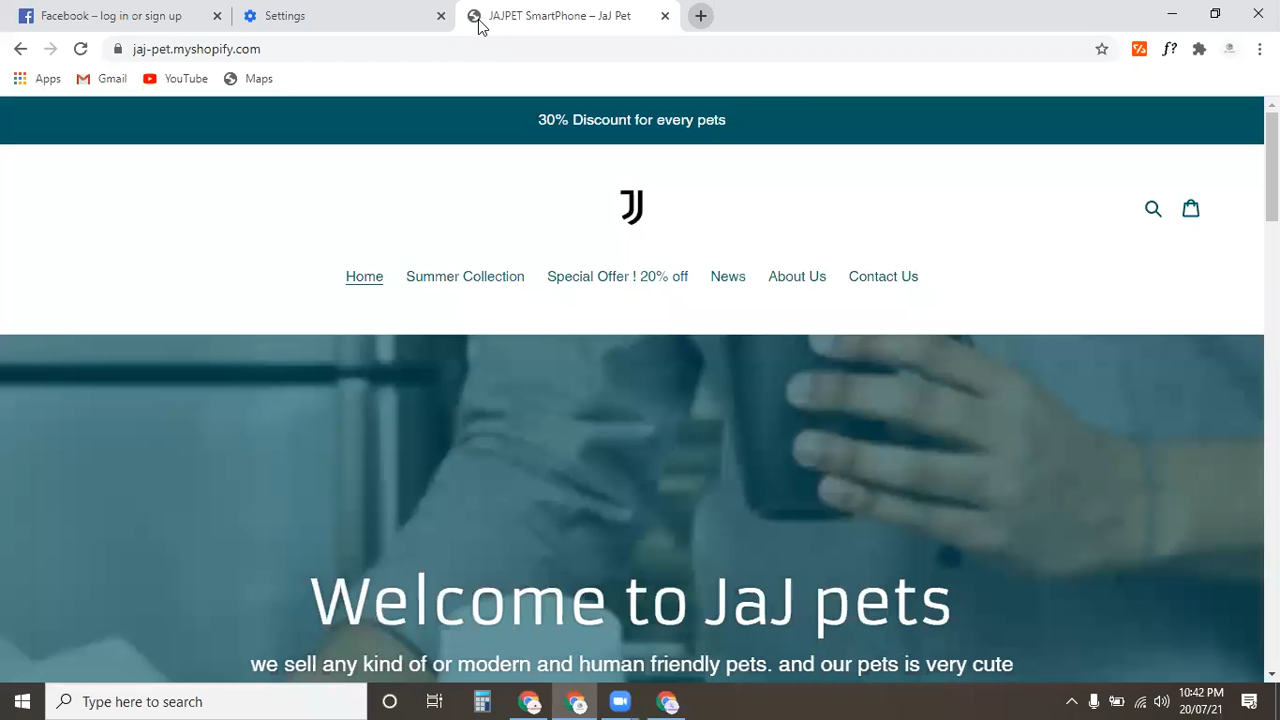 Facebook – log in or sign up
Settings
JAJPET SmartPhone – JaJ Pet
jaj-pet.myshopify.com
f?
Apps
Gmail
YouTube
Maps
30% Discount for every pets
JJ
Home
Summer Collection
Special Offer ! 20% off
News
About Us
Contact Us
Welcome to JaJ pets
we sell any kind of or modern and human friendly pets. and our pets is very cute
Type here to search
10:42 PM
20/07/21